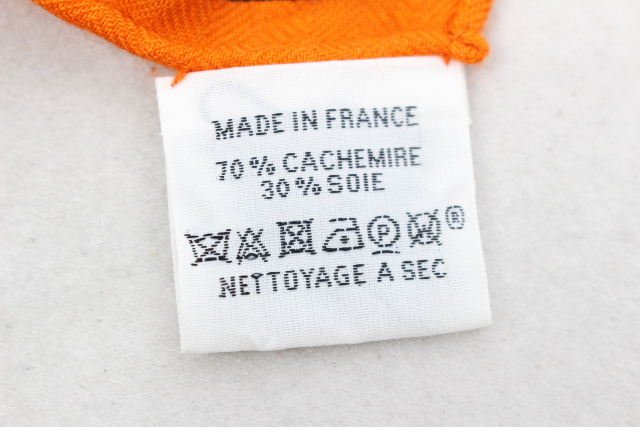 MADE IN FRANCE
70% CACHEMIRE
30% SOIE
P W ®
NETTOYAGE A SEC